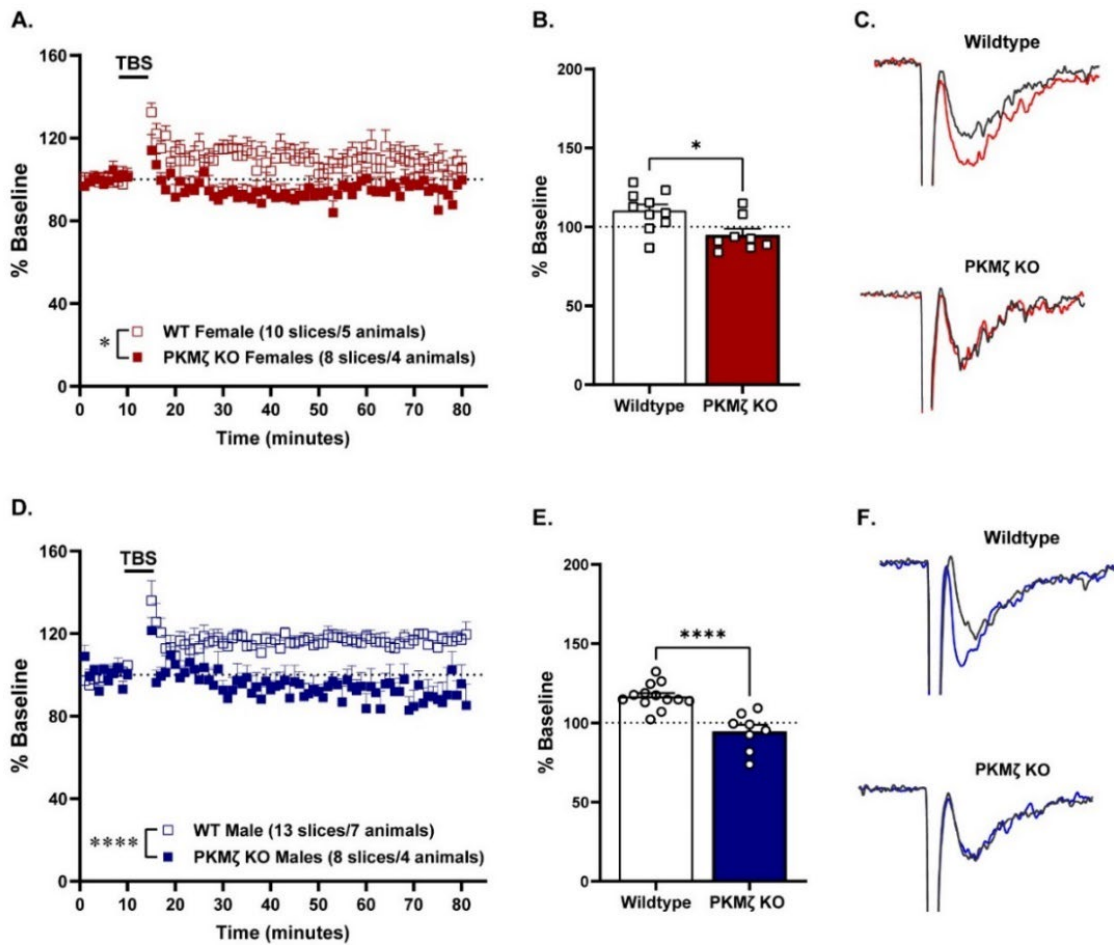 A.
B.
C.
160
120
80
40
0
% Baseline
TBS
* WT Female (10 slices/5 animals)
PKMζ KO Females (8 slices/4 animals)
0 10 20 30 40 50 60 70 80
Time (minutes)
200
150
100
50
0
% Baseline
*
Wildtype PKMζ KO
Wildtype
PKMζ KO
D.
E.
F.
160
120
80
40
0
% Baseline
TBS
**** WT Male (13 slices/7 animals)
PKMζ KO Males (8 slices/4 animals)
0 10 20 30 40 50 60 70 80
Time (minutes)
200
150
100
50
0
% Baseline
****
Wildtype PKMζ KO
Wildtype
PKMζ KO